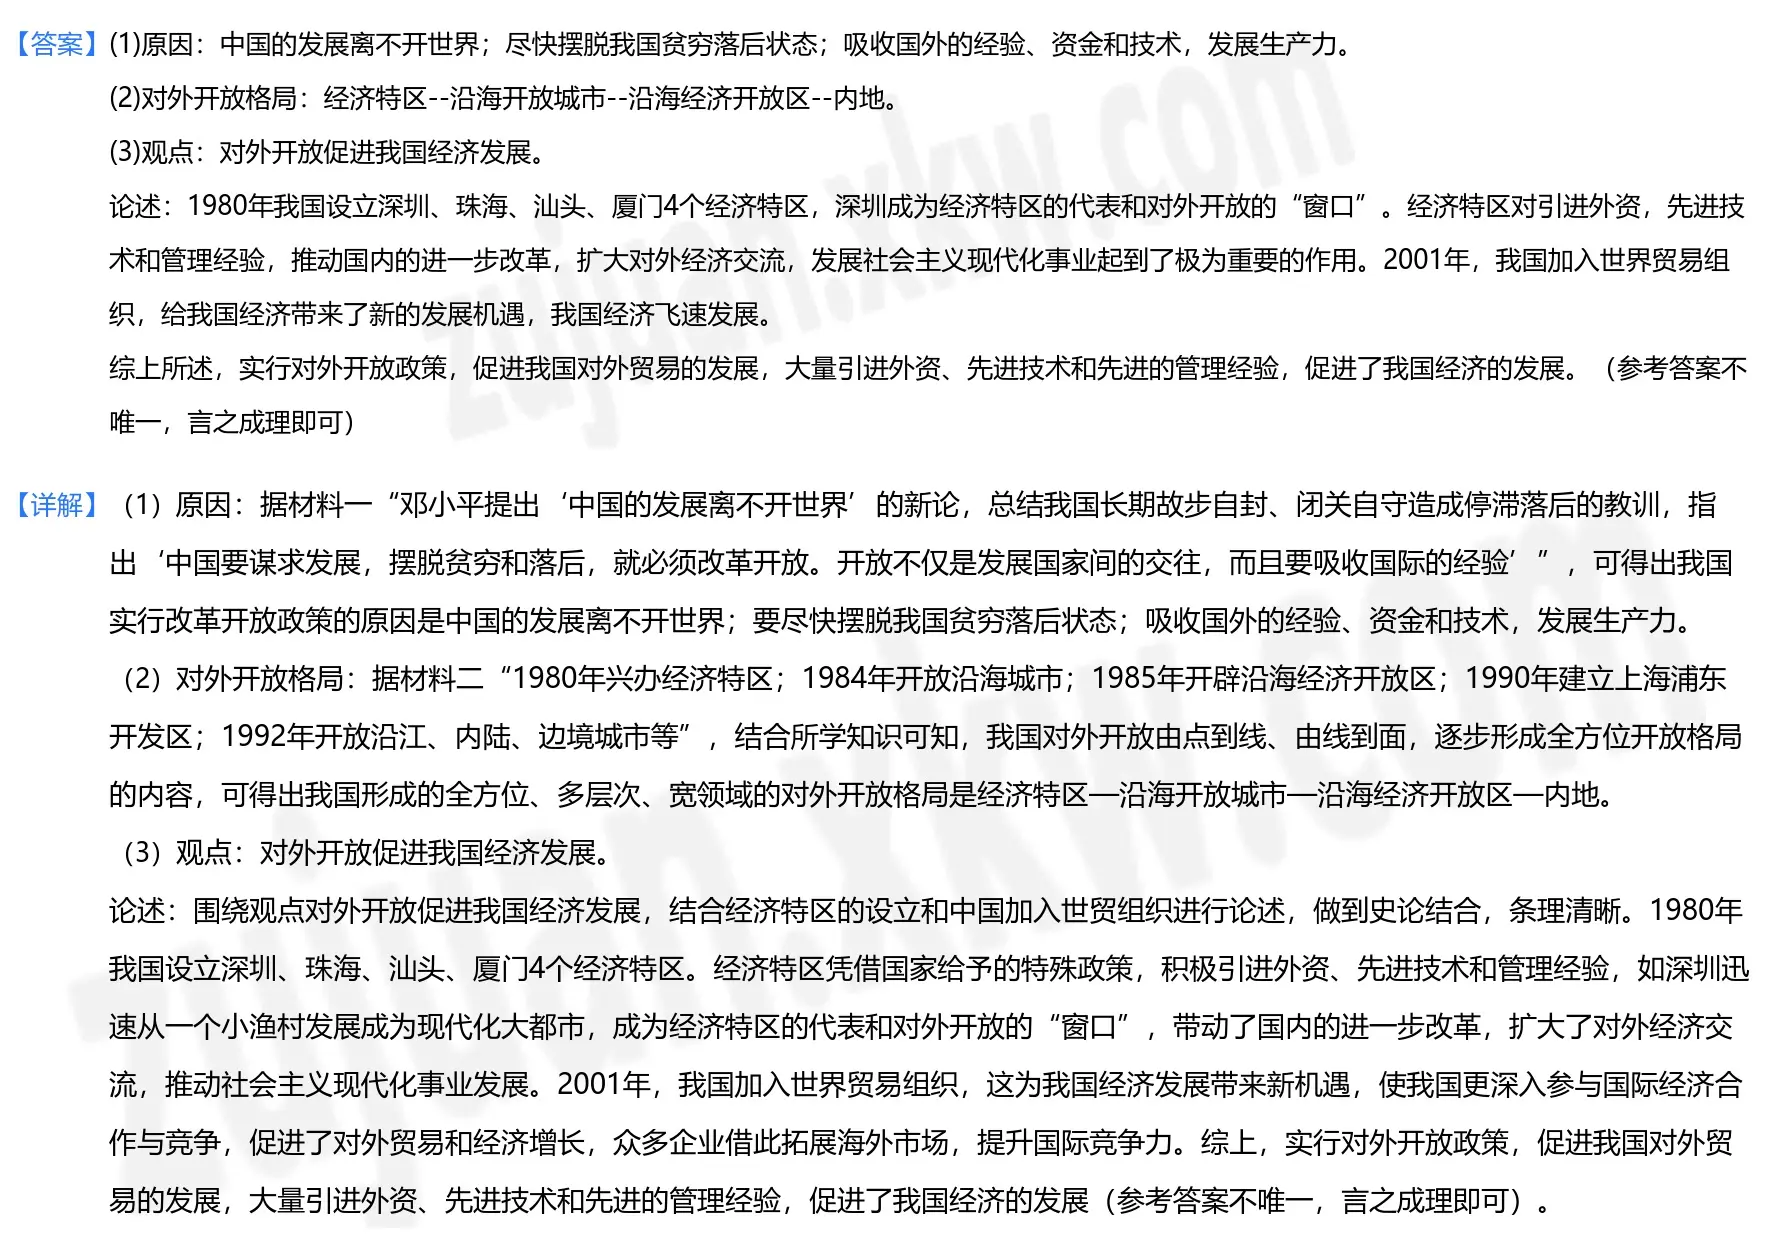 【答案】(1)原因：中国的发展离不开世界；尽快摆脱我国贫穷落后状态；吸收国外的经验、资金和技术，发展生产力。
(2)对外开放格局：经济特区--沿海开放城市--沿海经济开放区--内地。
(3)观点：对外开放促进我国经济发展。
论述：1980年我国设立深圳、珠海、汕头、厦门4个经济特区，深圳成为经济特区的代表和对外开放的“窗口”。经济特区对引进外资，先进技
术和管理经验，推动国内的进一步改革，扩大对外经济交流，发展社会主义现代化事业起到了极为重要的作用。2001年，我国加入世界贸易组
织，给我国经济带来了新的发展机遇，我国经济飞速发展。
综上所述，实行对外开放政策，促进我国对外贸易的发展，大量引进外资、先进技术和先进的管理经验，促进了我国经济的发展。（参考答案不
唯一，言之成理即可）
【详解】（1）原因：据材料一“邓小平提出‘中国的发展离不开世界’的新论，总结我国长期故步自封、闭关自守造成停滞落后的教训，指
出‘中国要谋求发展，摆脱贫穷和落后，就必须改革开放。开放不仅是发展国家间的交往，而且要吸收国际的经验’”，可得出我国
实行改革开放政策的原因是中国的发展离不开世界；要尽快摆脱我国贫穷落后状态；吸收国外的经验、资金和技术，发展生产力。
（2）对外开放格局：据材料二“1980年兴办经济特区；1984年开放沿海城市；1985年开辟沿海经济开放区；1990年建立上海浦东
开发区；1992年开放沿江、内陆、边境城市等”，结合所学知识可知，我国对外开放由点到线、由线到面，逐步形成全方位开放格局
的内容，可得出我国形成的全方位、多层次、宽领域的对外开放格局是经济特区—沿海开放城市—沿海经济开放区—内地。
（3）观点：对外开放促进我国经济发展。
论述：围绕观点对外开放促进我国经济发展，结合经济特区的设立和中国加入世贸组织进行论述，做到史论结合，条理清晰。1980年
我国设立深圳、珠海、汕头、厦门4个经济特区。经济特区凭借国家给予的特殊政策，积极引进外资、先进技术和管理经验，如深圳迅
速从一个小渔村发展成为现代化大都市，成为经济特区的代表和对外开放的“窗口”，带动了国内的进一步改革，扩大了对外经济交
流，推动社会主义现代化事业发展。2001年，我国加入世界贸易组织，这为我国经济发展带来新机遇，使我国更深入参与国际经济合
作与竞争，促进了对外贸易和经济增长，众多企业借此拓展海外市场，提升国际竞争力。综上，实行对外开放政策，促进我国对外贸
易的发展，大量引进外资、先进技术和先进的管理经验，促进了我国经济的发展（参考答案不唯一，言之成理即可）。
zujuan.xkw.com
zujuan.xkw.com